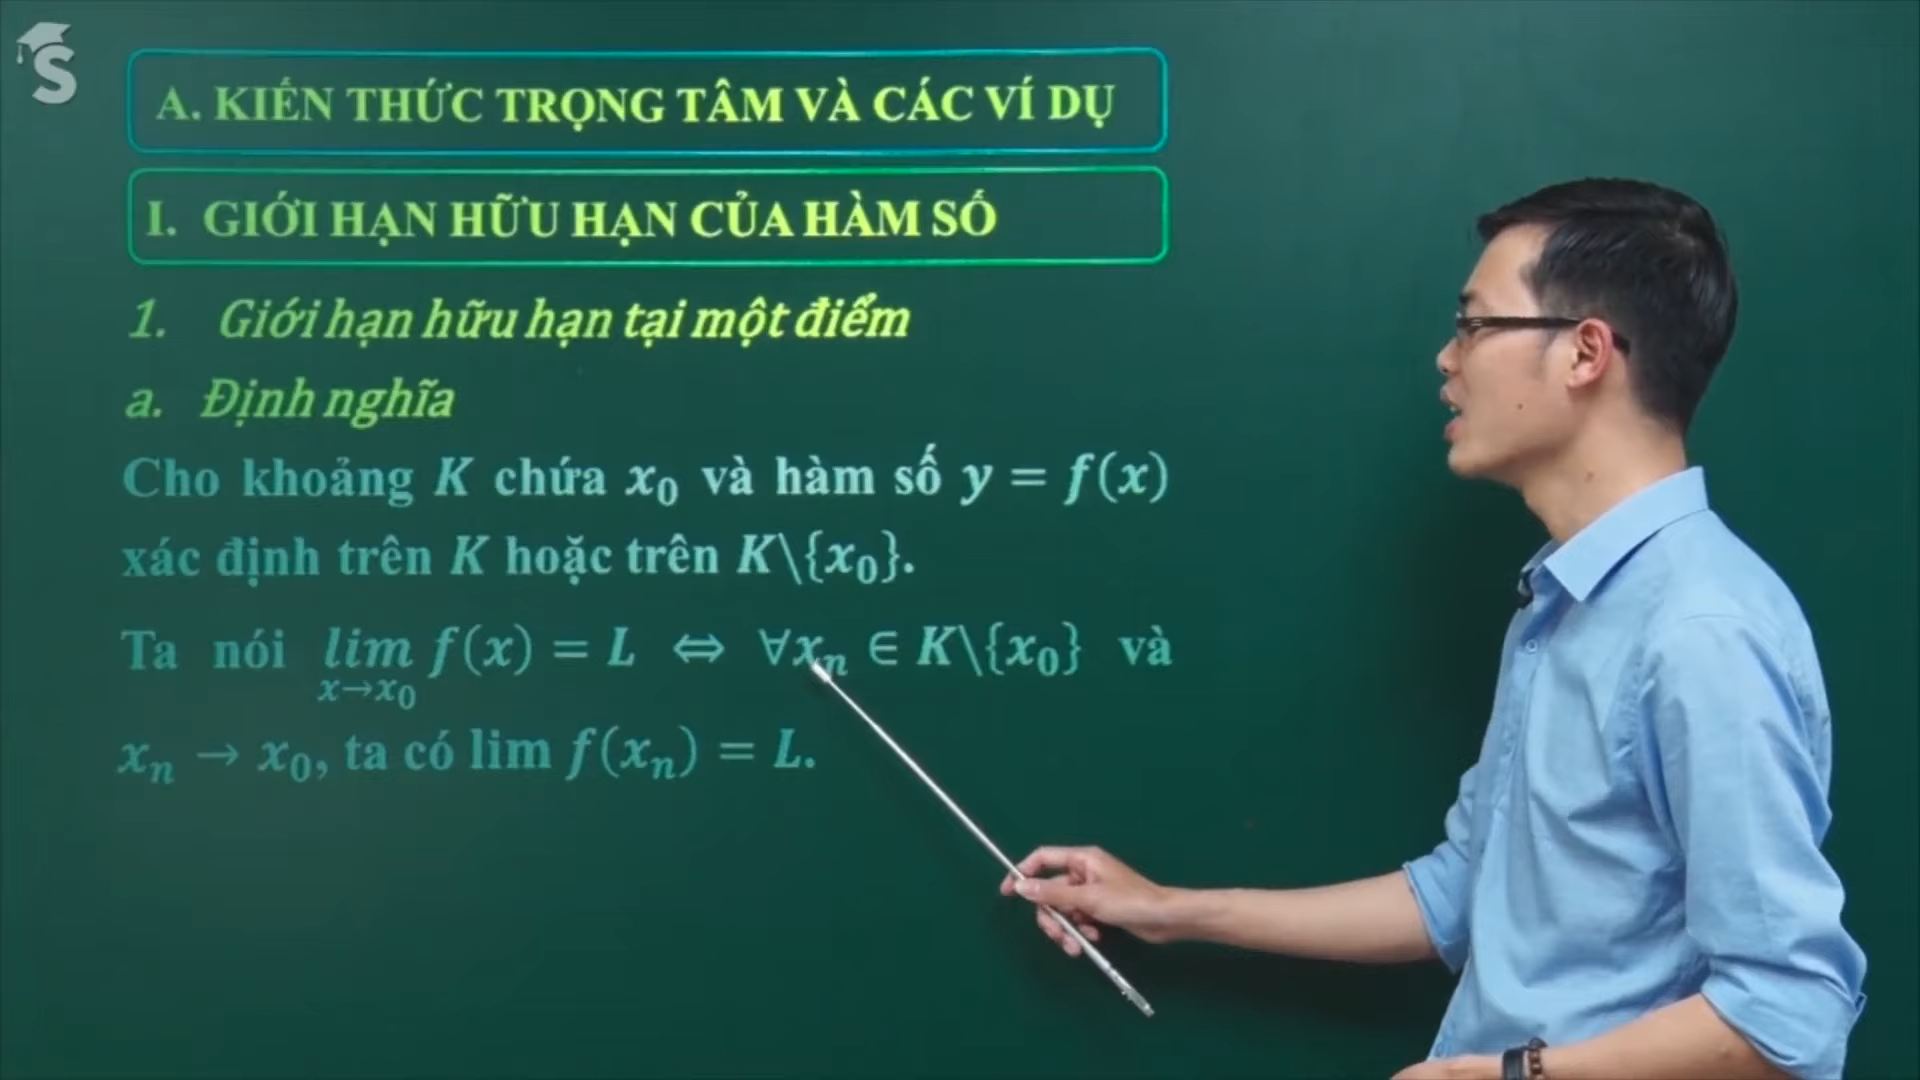 S
A. KIẾN THỨC TRỌNG TÂM VÀ CÁC VÍ DỤ
I. GIỚI HẠN HỮU HẠN CỦA HÀM SỐ
1. Giới hạn hữu hạn tại một điểm
a. Định nghĩa
Cho khoảng K chứa x₀ và hàm số y = f(x)
xác định trên K hoặc trên K\{x₀}.
Ta nói lim f(x) = L ⇔ ∀xₙ ∈ K\{x₀} và
x→x₀
xₙ → x₀, ta có lim f(xₙ) = L.